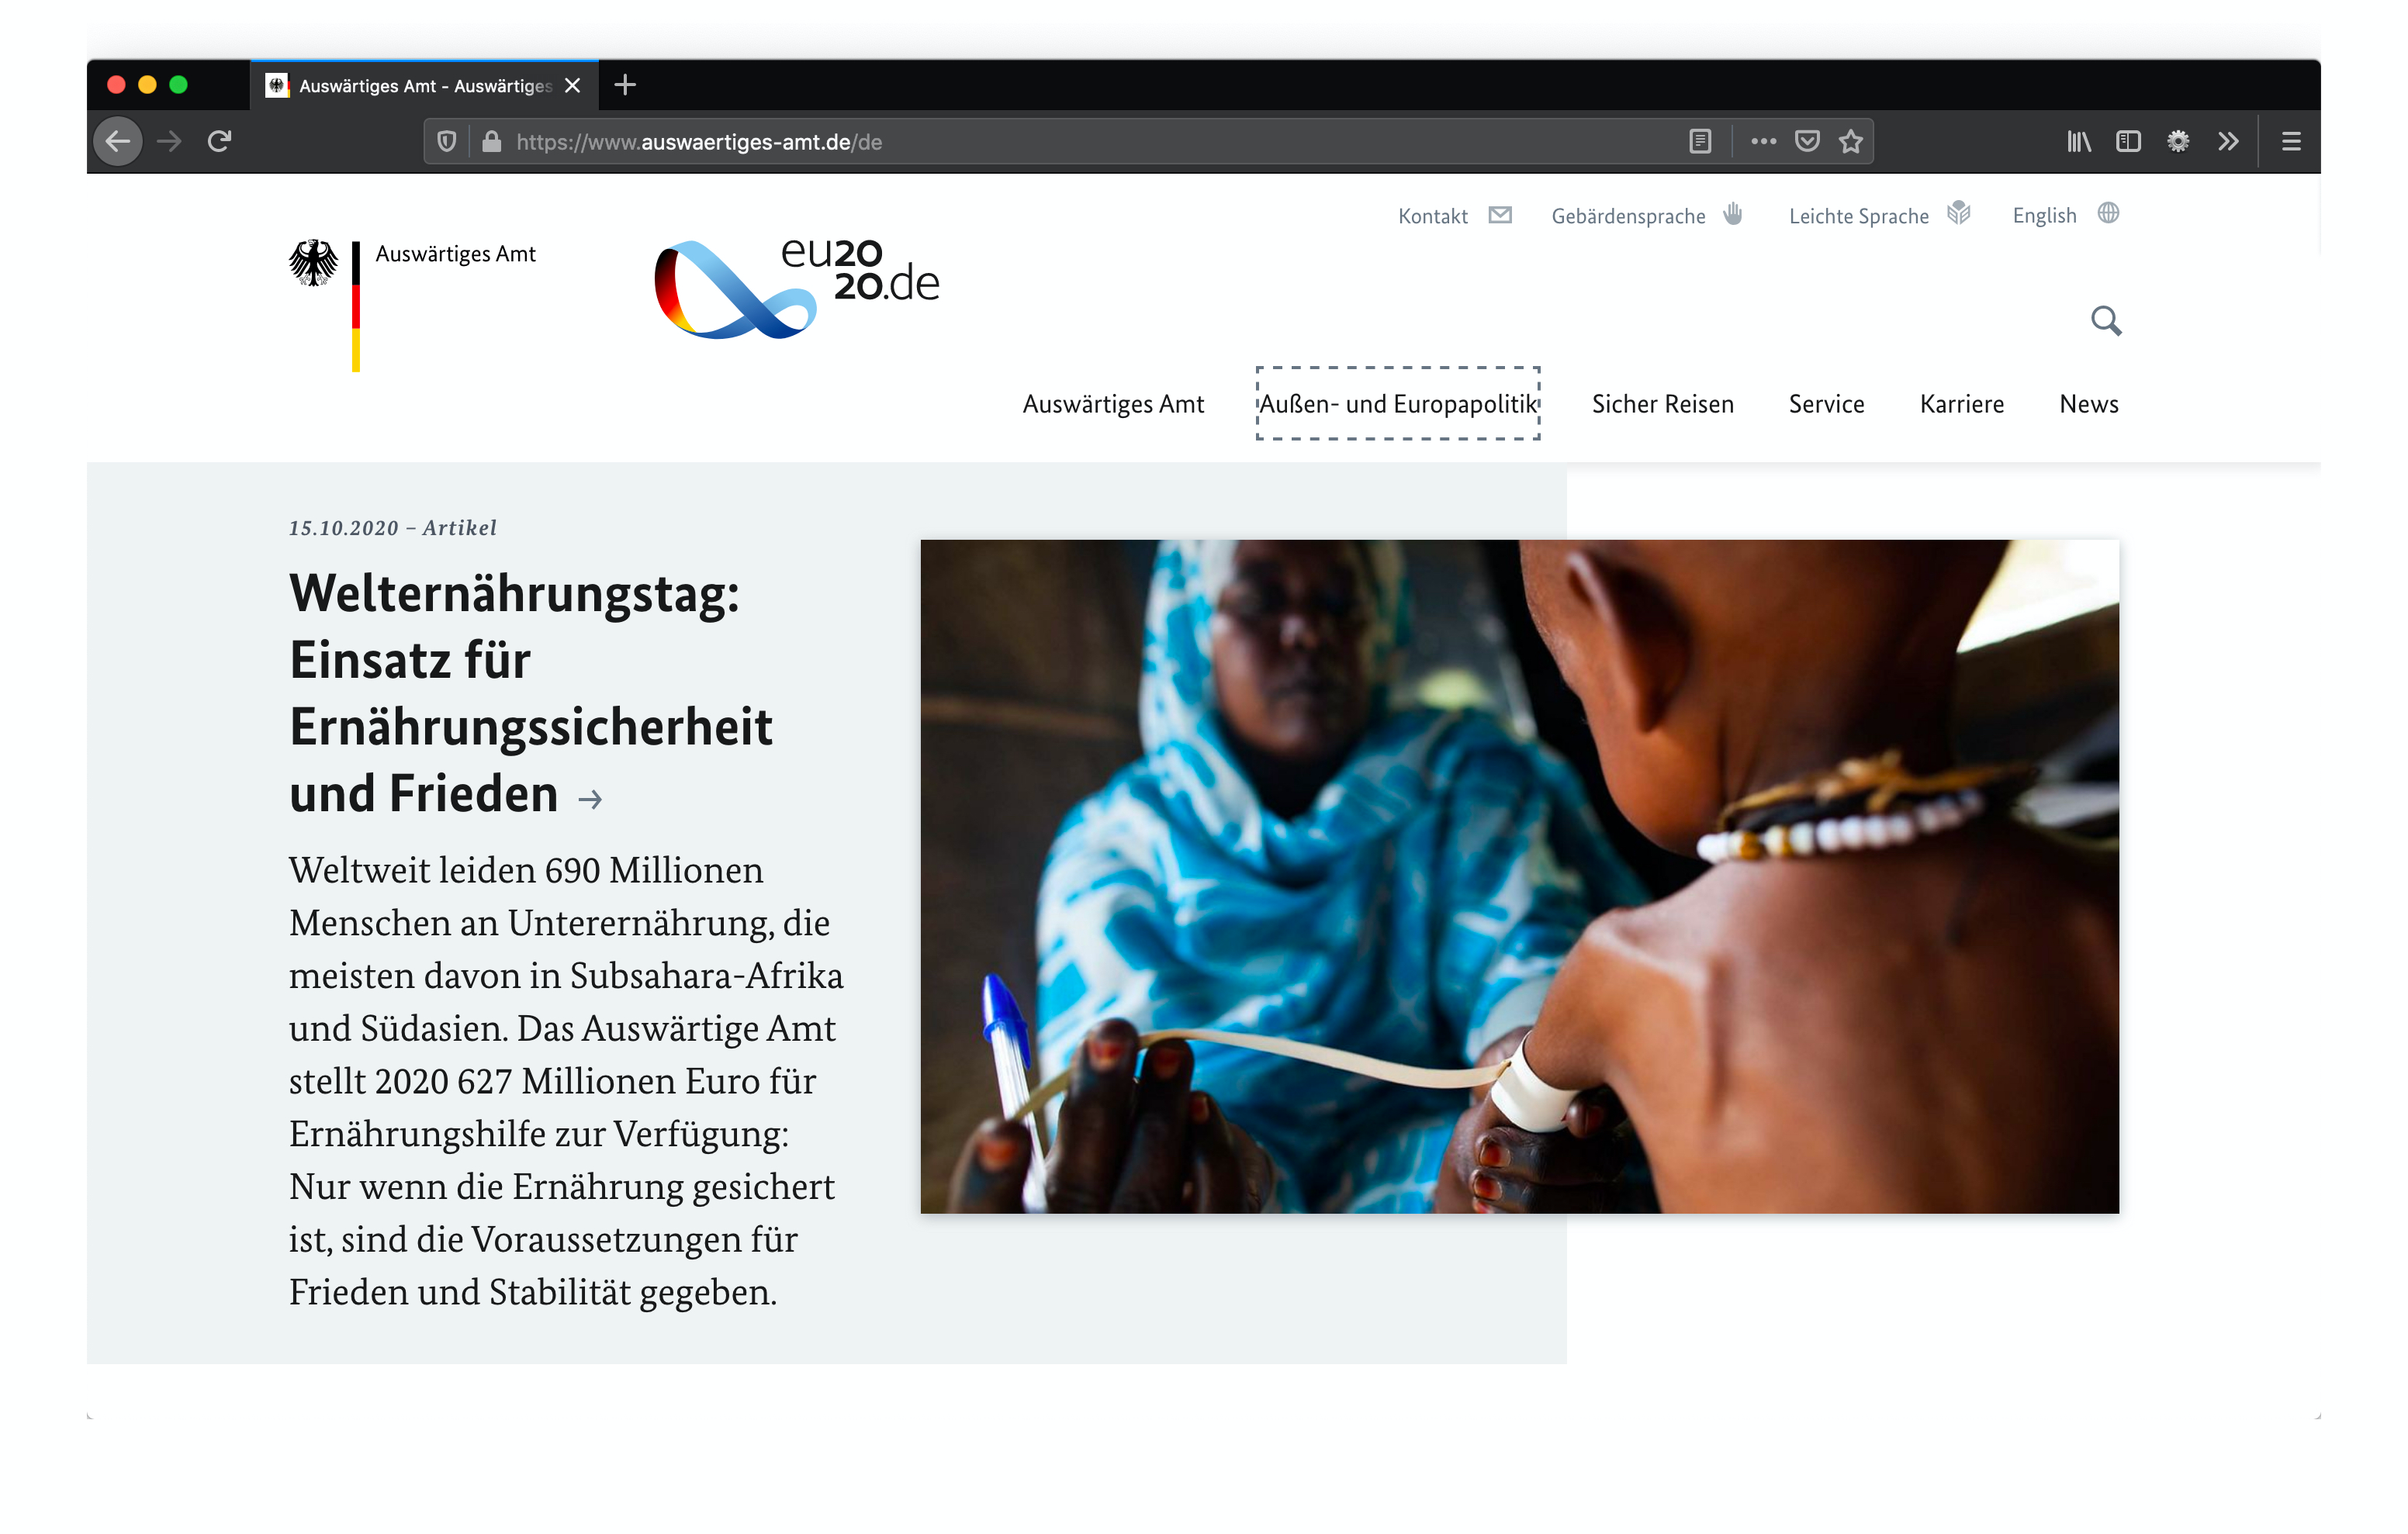 Auswärtiges Amt - Auswärtiges
https://www.auswaertiges-amt.de/de
Kontakt Gebärdensprache Leichte Sprache English
Auswärtiges Amt
eu20
20.de
Auswärtiges Amt Außen- und Europapolitik Sicher Reisen Service Karriere News
15.10.2020 – Artikel
Welternährungstag:
Einsatz für
Ernährungssicherheit
und Frieden →
Weltweit leiden 690 Millionen
Menschen an Unterernährung, die
meisten davon in Subsahara-Afrika
und Südasien. Das Auswärtige Amt
stellt 2020 627 Millionen Euro für
Ernährungshilfe zur Verfügung:
Nur wenn die Ernährung gesichert
ist, sind die Voraussetzungen für
Frieden und Stabilität gegeben.